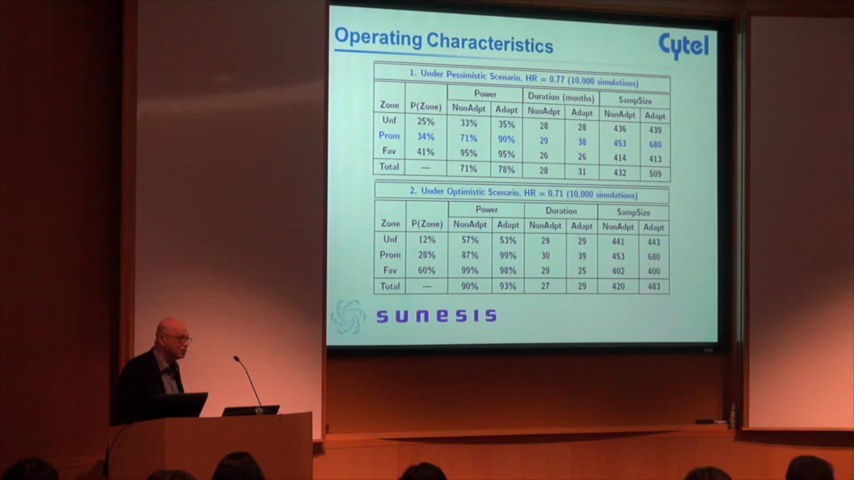 Operating Characteristics
Cytel
1. Under Pessimistic Scenario, HR = 0.77 (10,000 simulations)
Power Duration (months) SampSize
Zone P(Zone) NonAdpt Adapt NonAdpt Adapt NonAdpt Adapt
Unf 25% 33% 35% 28 28 436 439
Prom 34% 71% 90% 29 38 453 680
Fav 41% 95% 95% 26 26 414 413
Total — 71% 78% 28 31 432 509
2. Under Optimistic Scenario, HR = 0.71 (10,000 simulations)
Power Duration SampSize
Zone P(Zone) NonAdpt Adapt NonAdpt Adapt NonAdpt Adapt
Unf 12% 57% 53% 29 29 441 443
Prom 28% 87% 99% 30 39 453 680
Fav 60% 99% 98% 29 25 402 400
Total — 90% 93% 27 29 420 483
sunesis